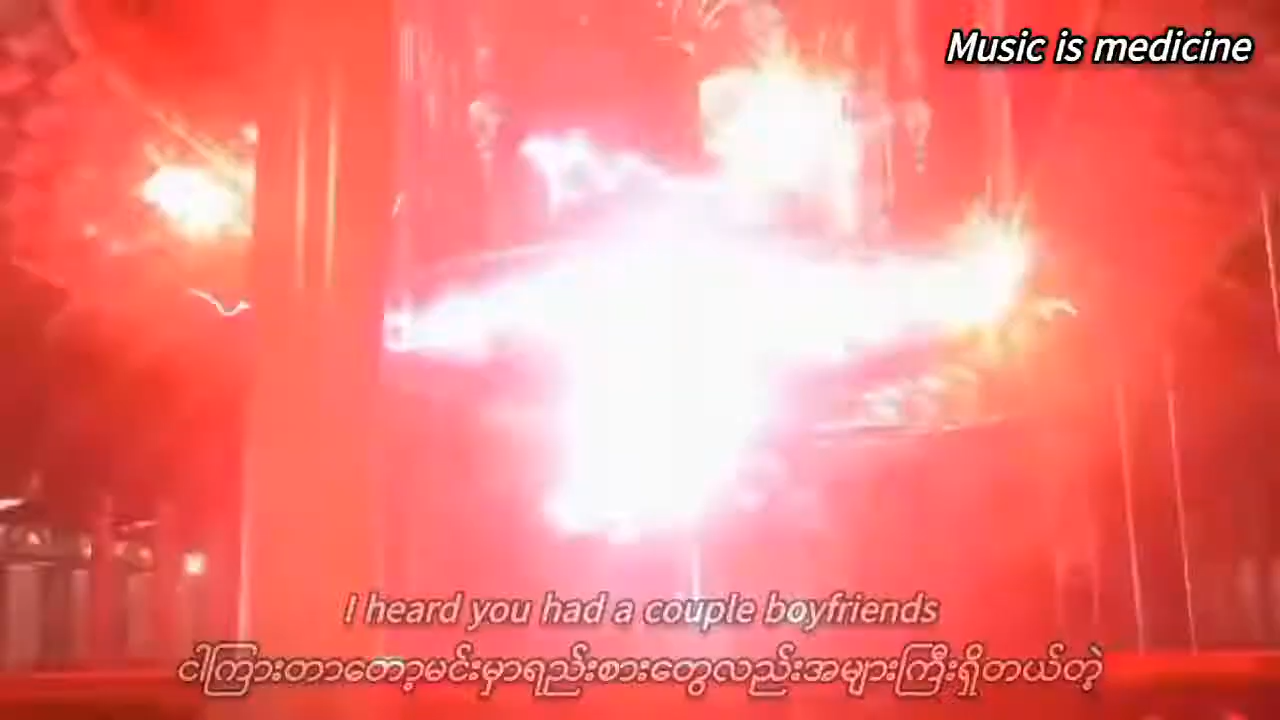 Music is medicine
I heard you had a couple boyfriends
ငါကြားတာတော့မင်းမှာရည်းစားတွေလည်းအများကြီးရှိတယ်တဲ့